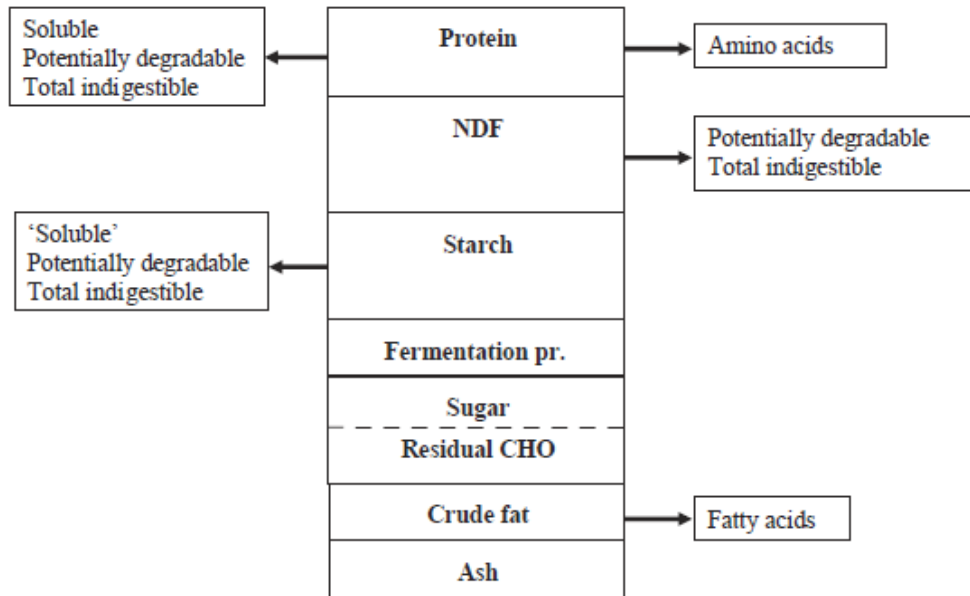 Soluble
Potentially degradable
Total indigestible
Protein
Amino acids
NDF
Potentially degradable
Total indigestible
‘Soluble’
Potentially degradable
Total indigestible
Starch
Fermentation pr.
Sugar
Residual CHO
Crude fat
Fatty acids
Ash